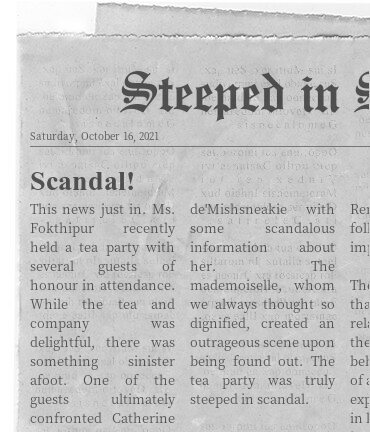 Steeped in S
Saturday, October 16, 2021
Scandal!
This news just in. Ms.
Fokthipur recently
held a tea party with
several guests of
honour in attendance.
While the tea and
company was
delightful, there was
something sinister
afoot. One of the
guests ultimately
confronted Catherine
de'Mishsneakie with
some scandalous
information about
her. The
mademoiselle, whom
we always thought so
dignified, created an
outrageous scene upon
being found out. The
tea party was truly
steeped in scandal.